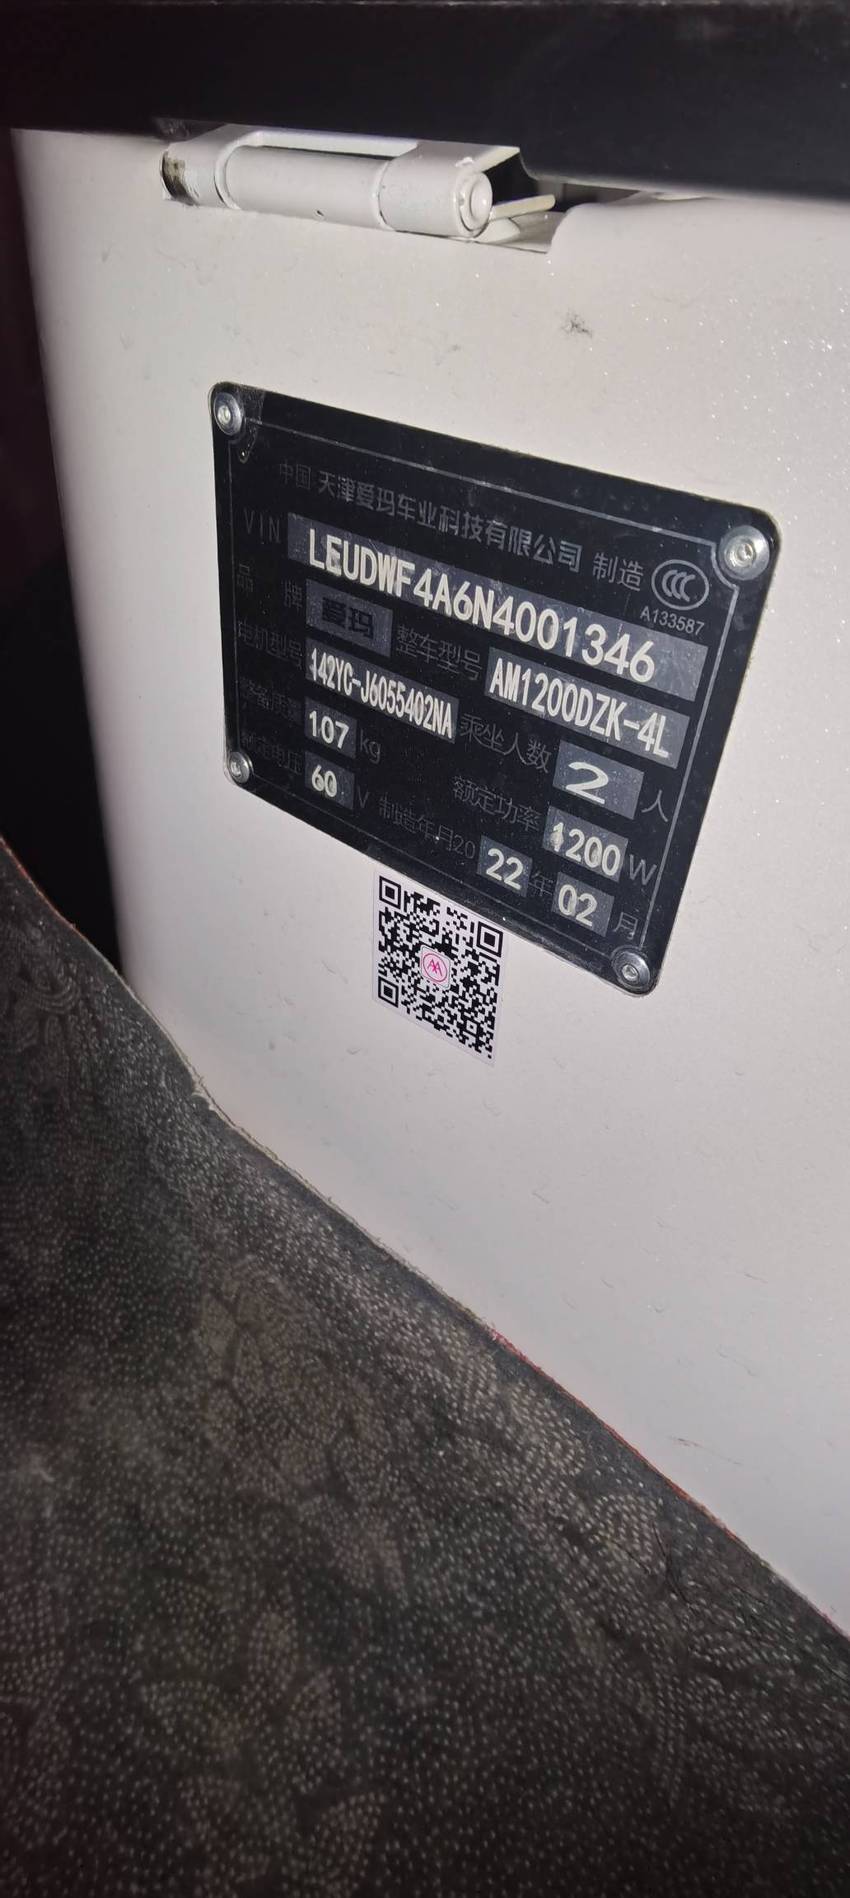 中国·天津爱玛车业科技有限公司 制造 CCC
A133587
VIN LEUDWF4A6N4001346
品牌 爱玛 整车型号 AM1200DZK-4L
电机型号 142YC-J6055402NA 乘坐人数 2 人
整备质量 107 kg 额定功率 1200 W
额定电压 60 V 制造年月20 22 年 02 月